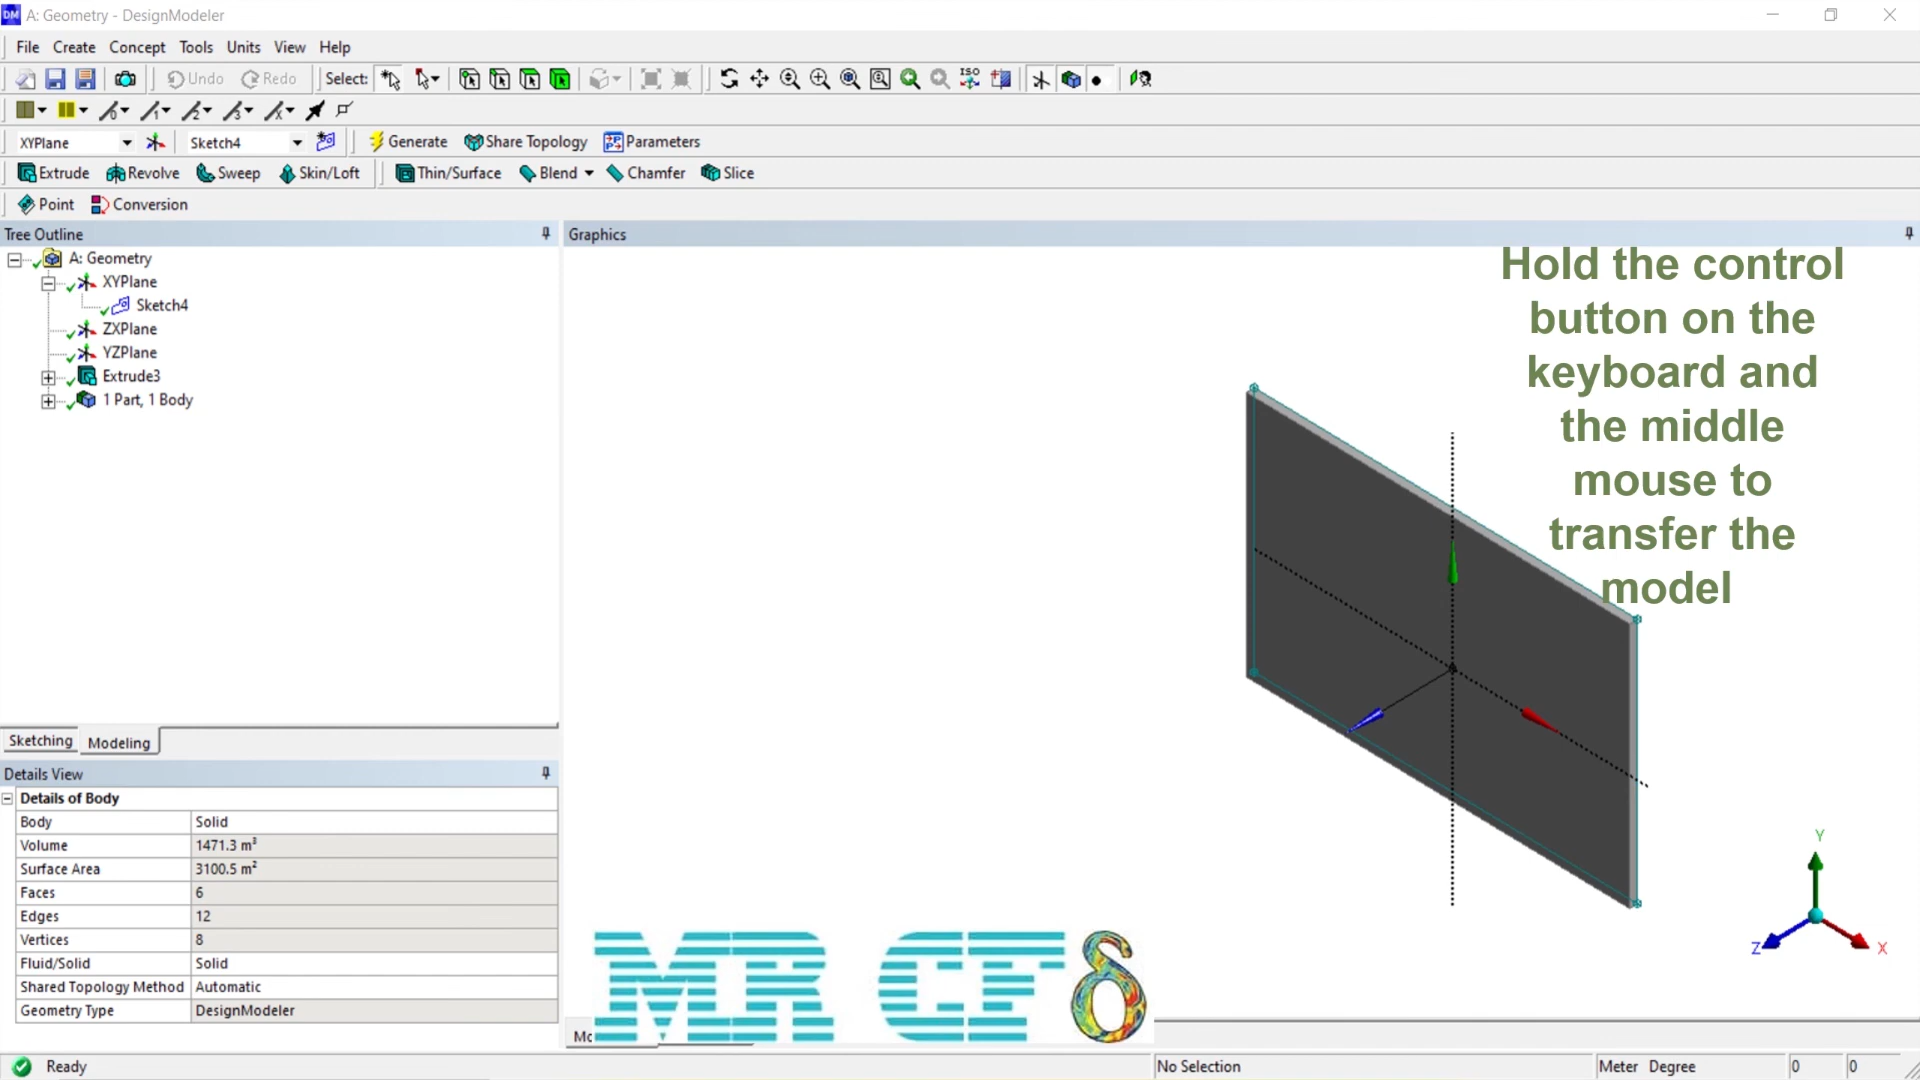 A: Geometry - DesignModeler
File Create Concept Tools Units View Help
Undo Redo Select: ISO
XYPlane Sketch4 Generate Share Topology Parameters
Extrude Revolve Sweep Skin/Loft Thin/Surface Blend Chamfer Slice
Point Conversion
Tree Outline
Graphics
A: Geometry
XYPlane
Sketch4
ZXPlane
YZPlane
Extrude3
1 Part, 1 Body
Hold the control
button on the
keyboard and
the middle
mouse to
transfer the
model
Sketching Modeling
Details View
Details of Body
Body Solid
Volume 1471.3 m³
Surface Area 3100.5 m²
Faces 6
Edges 12
Vertices 8
Fluid/Solid Solid
Shared Topology Method Automatic
Geometry Type DesignModeler
Y
Z
X
MR CFδ
Ready
No Selection
Meter Degree 0 0